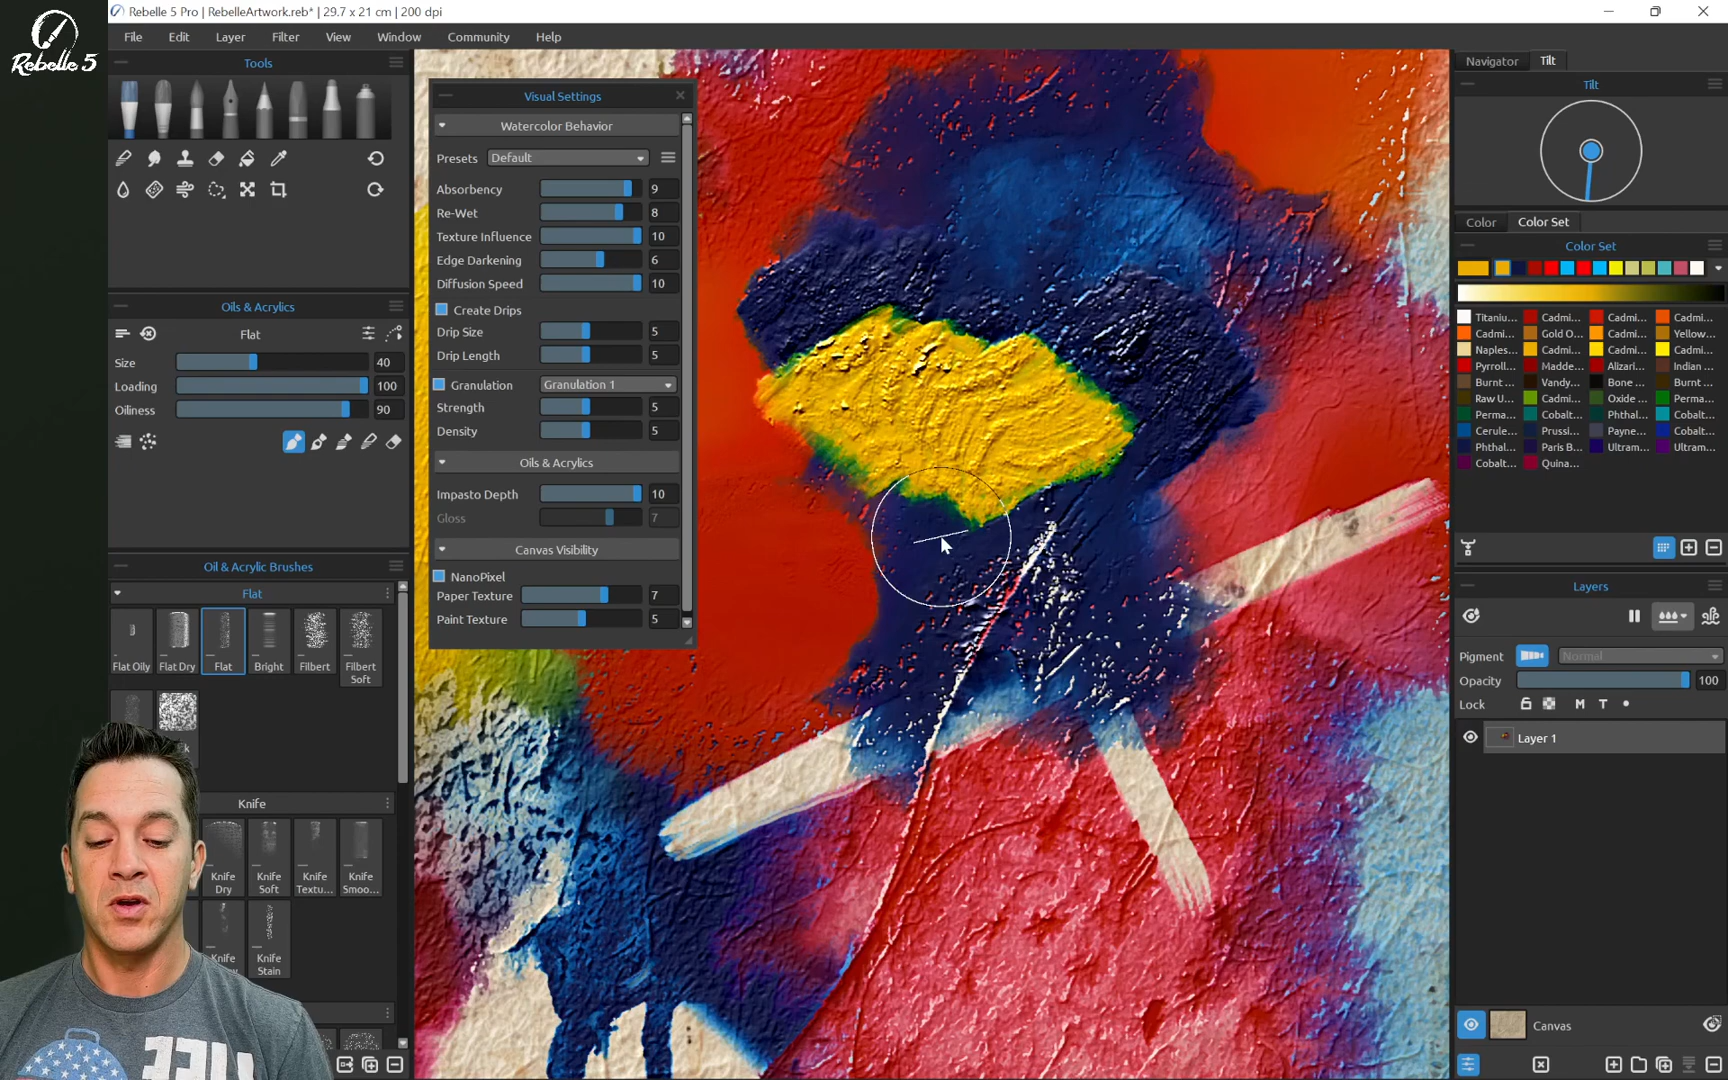 Rebelle 5 Pro | RebelleArtwork.reb* | 29.7 x 21 cm | 200 dpi
Rebelle 5
File Edit Layer Filter View Window Community Help
Tools
Oils & Acrylics
Flat
Size 40
Loading 100
Oiliness 90
Oil & Acrylic Brushes
Flat
Flat Oily Flat Dry Flat Bright Filbert Filbert Soft
Knife
Knife Dry Knife Soft Knife Textu... Knife Smoo...
Knife Knife Stain
Visual Settings
Watercolor Behavior
Presets Default
Absorbency 9
Re-Wet 8
Texture Influence 10
Edge Darkening 6
Diffusion Speed 10
Create Drips
Drip Size 5
Drip Length 5
Granulation Granulation 1
Strength 5
Density 5
Oils & Acrylics
Impasto Depth 10
Gloss 7
Canvas Visibility
NanoPixel
Paper Texture 7
Paint Texture 5
Navigator Tilt
Tilt
Color Color Set
Color Set
Titaniu... Cadmi... Cadmi...
Cadmi... Gold O... Yellow...
Naples... Cadmi... Cadmi... Cadmi...
Pyrroll... Madde... Alizari... Indian ...
Burnt ... Vandy... Bone ... Burnt ...
Raw U... Cadmi... Oxide ... Perma...
Perma... Cobalt... Phthal... Cobalt...
Cerule... Prussi... Payne... Cobalt...
Phthal... Paris B... Ultram... Ultram...
Cobalt... Quina...
Layers
Pigment Normal
Opacity 100
Lock M T
Layer 1
Canvas